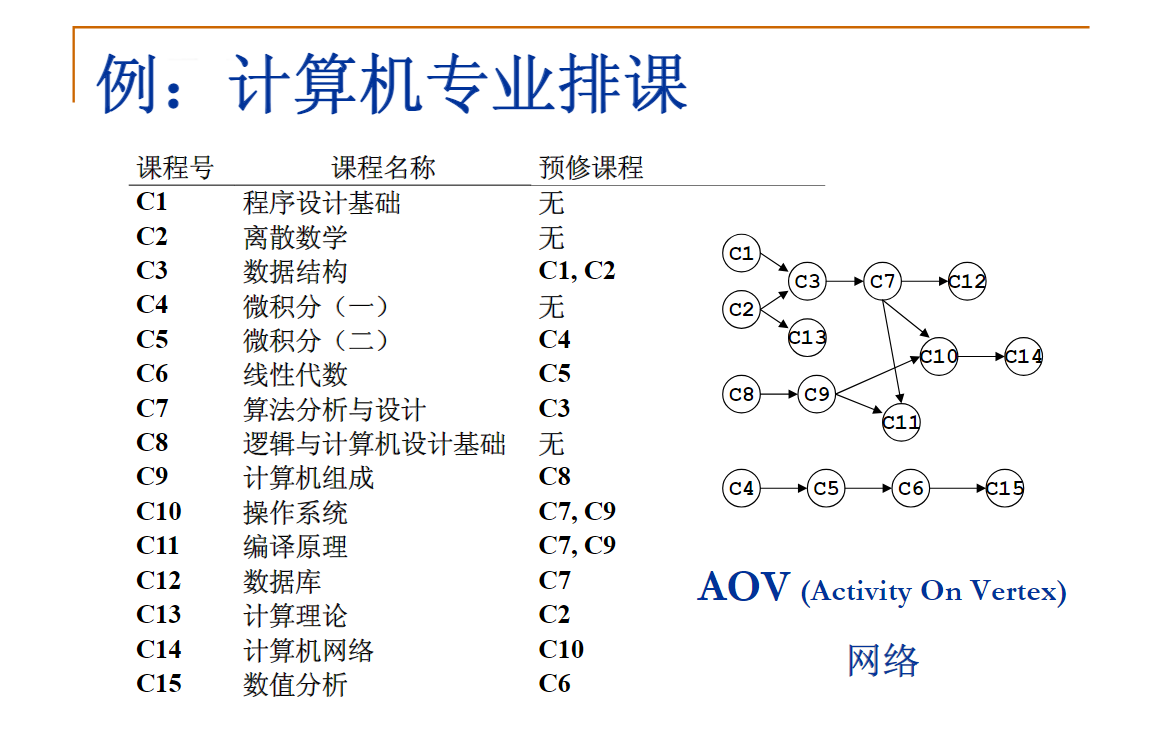 例：计算机专业排课
课程号 课程名称 预修课程
C1 程序设计基础 无
C2 离散数学 无
C3 数据结构 C1, C2
C4 微积分（一） 无
C5 微积分（二） C4
C6 线性代数 C5
C7 算法分析与设计 C3
C8 逻辑与计算机设计基础 无
C9 计算机组成 C8
C10 操作系统 C7, C9
C11 编译原理 C7, C9
C12 数据库 C7
C13 计算理论 C2
C14 计算机网络 C10
C15 数值分析 C6
C1
C3 C7 C12
C2
C13
C10 C14
C8 C9
C11
C4 C5 C6 C15
AOV (Activity On Vertex)
网络